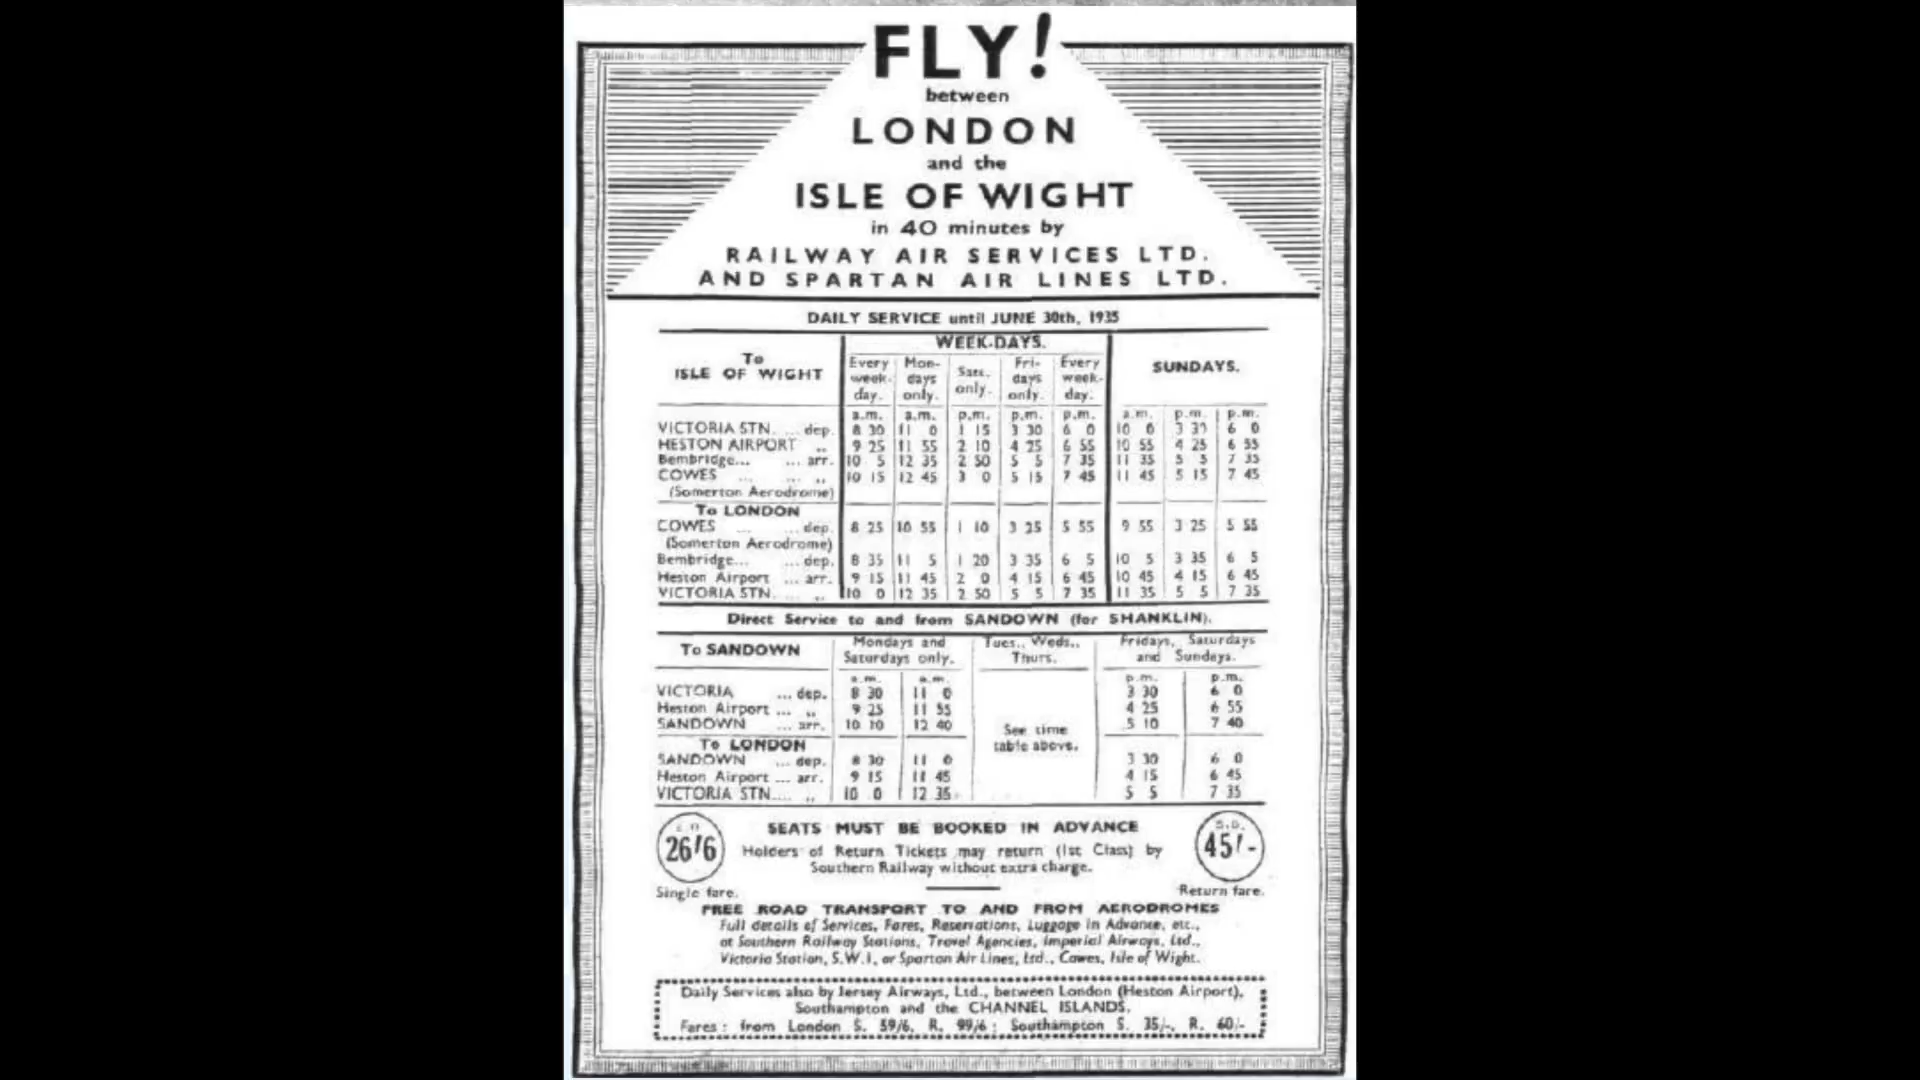 FLY!
between
LONDON
and the
ISLE OF WIGHT
in 40 minutes by
RAILWAY AIR SERVICES LTD.
AND SPARTAN AIR LINES LTD.
DAILY SERVICE until JUNE 30th, 1935
To ISLE OF WIGHT WEEK-DAYS. SUNDAYS.
Every week-day. Mon-days only. Sats. only. Fri-days only. Every week-day.
a.m. a.m. p.m. p.m. p.m. a.m. p.m. p.m.
VICTORIA STN. ... dep. 8 30 11 0 1 15 3 30 6 0 10 0 3 30 6 0
HESTON AIRPORT ,, 9 25 11 55 2 10 4 25 6 55 10 55 4 25 6 55
Bembridge... ... arr. 10 5 12 35 2 50 5 5 7 35 11 35 5 5 7 35
COWES ... ... ,, 10 15 12 45 3 0 5 15 7 45 11 45 5 15 7 45
(Somerton Aerodrome)
To LONDON
COWES ... ... dep. 8 25 10 55 1 10 3 25 5 55 9 55 3 25 5 55
(Somerton Aerodrome)
Bembridge... ... dep. 8 35 11 5 1 20 3 35 6 5 10 5 3 35 6 5
Heston Airport ... arr. 9 15 11 45 2 0 4 15 6 45 10 45 4 15 6 45
VICTORIA STN. ... ,, 10 0 12 35 2 50 5 5 7 35 11 35 5 5 7 35
Direct Service to and from SANDOWN (for SHANKLIN).
To SANDOWN Mondays and Saturdays only. Tues., Weds., Thurs. Fridays, Saturdays and Sundays.
a.m. a.m. p.m. p.m.
VICTORIA ... dep. 8 30 11 0 3 30 6 0
Heston Airport ... ,, 9 25 11 55 4 25 6 55
SANDOWN ... arr. 10 10 12 40 5 10 7 40
See time table above.
To LONDON
SANDOWN ... dep. 8 30 11 0 3 30 6 0
Heston Airport ... arr. 9 15 11 45 4 15 6 45
VICTORIA STN.... ,, 10 0 12 35 5 5 7 35
26/6
Single fare.
SEATS MUST BE BOOKED IN ADVANCE
Holders of Return Tickets may return (1st Class) by
Southern Railway without extra charge.
45/-
Return fare.
FREE ROAD TRANSPORT TO AND FROM AERODROMES
Full details of Services, Fares, Reservations, Luggage in Advance, etc.,
at Southern Railway Stations, Travel Agencies, Imperial Airways, Ltd.,
Victoria Station, S.W.1, or Spartan Air Lines, Ltd., Cowes, Isle of Wight.
Daily Services also by Jersey Airways, Ltd., between London (Heston Airport),
Southampton and the CHANNEL ISLANDS.
Fares : from London S. 59/6, R. 99/6 ; Southampton S. 35/-, R. 60/-